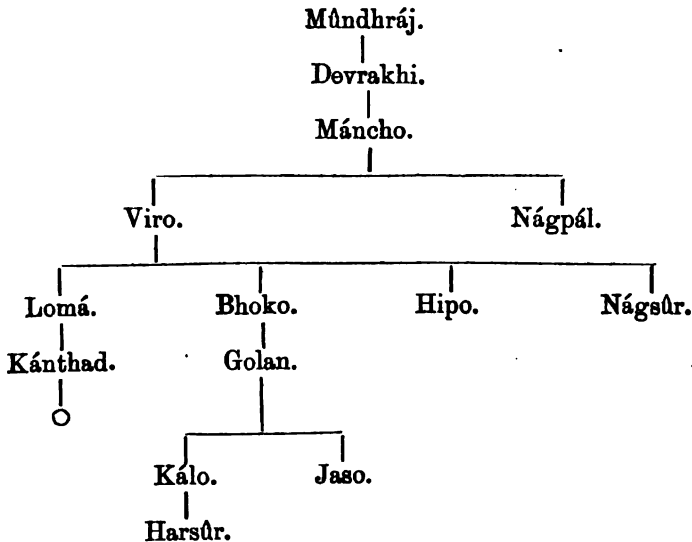 Mûndhráj.
Devrakhi.
Máncho.
Viro. Nágpál.
Lomá. Bhoko. Hipo. Nágsûr.
Kánthad. Golan.
Kálo. Jaso.
Harsûr.